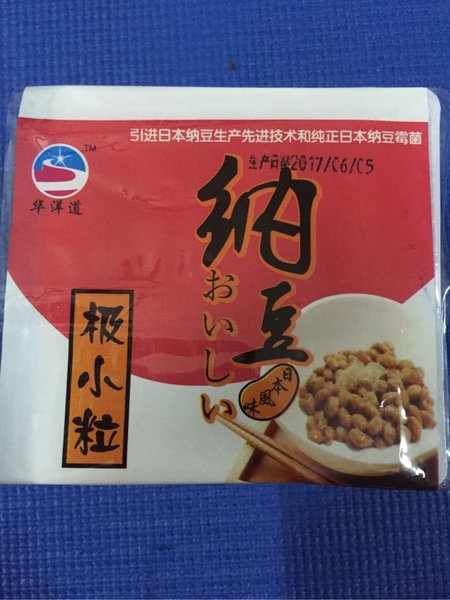 引进日本纳豆生产先进技术和纯正日本纳豆霉菌
生产日期2017/06/05
TM
华洋道
纳豆
おいしい
日本風味
极小粒